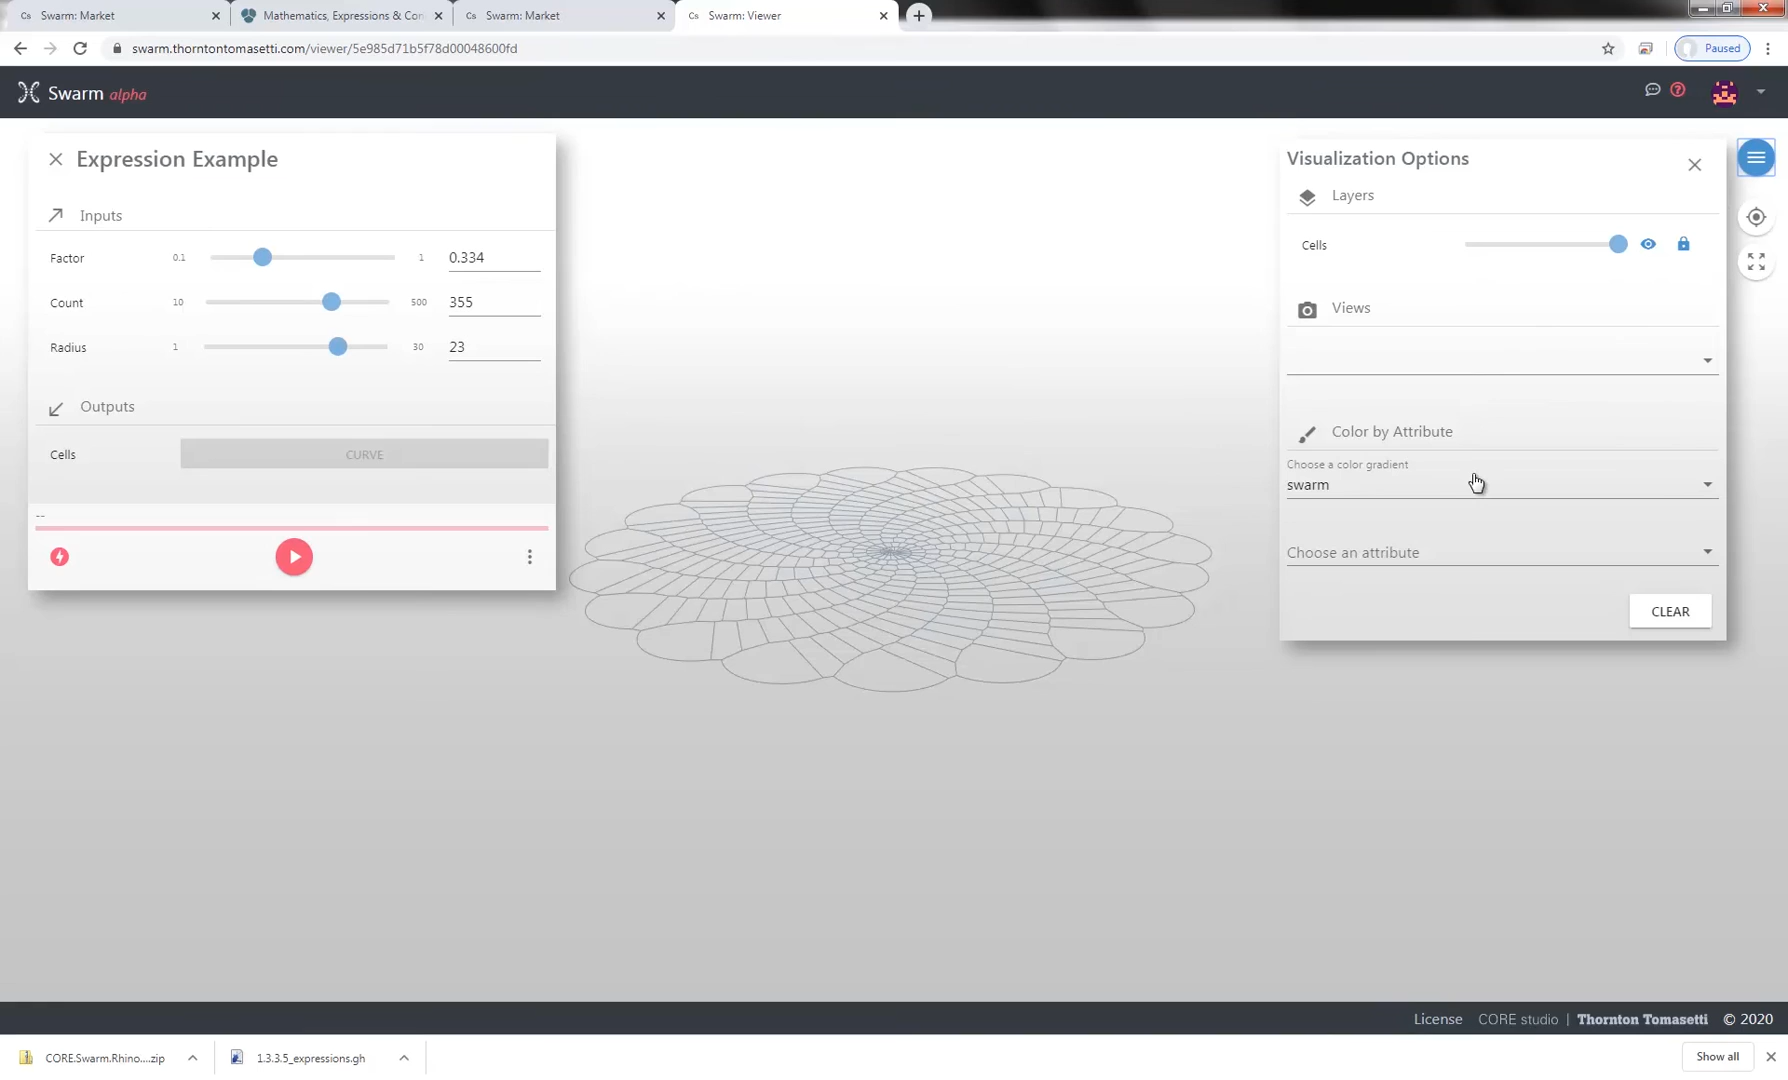 Swarm: Market
Mathematics, Expressions & Con
Swarm: Market
Swarm: Viewer
swarm.thorntontomasetti.com/viewer/5e985d71b5f78d00048600fd
Paused
Swarm alpha
Expression Example
Inputs
Factor 0.1 1 0.334
Count 10 500 355
Radius 1 30 23
Outputs
Cells CURVE
--
Visualization Options
Layers
Cells
Views
Color by Attribute
Choose a color gradient
swarm
Choose an attribute
CLEAR
License CORE studio | Thornton Tomasetti © 2020
CORE.Swarm.Rhino....zip
1.3.3.5_expressions.gh
Show all